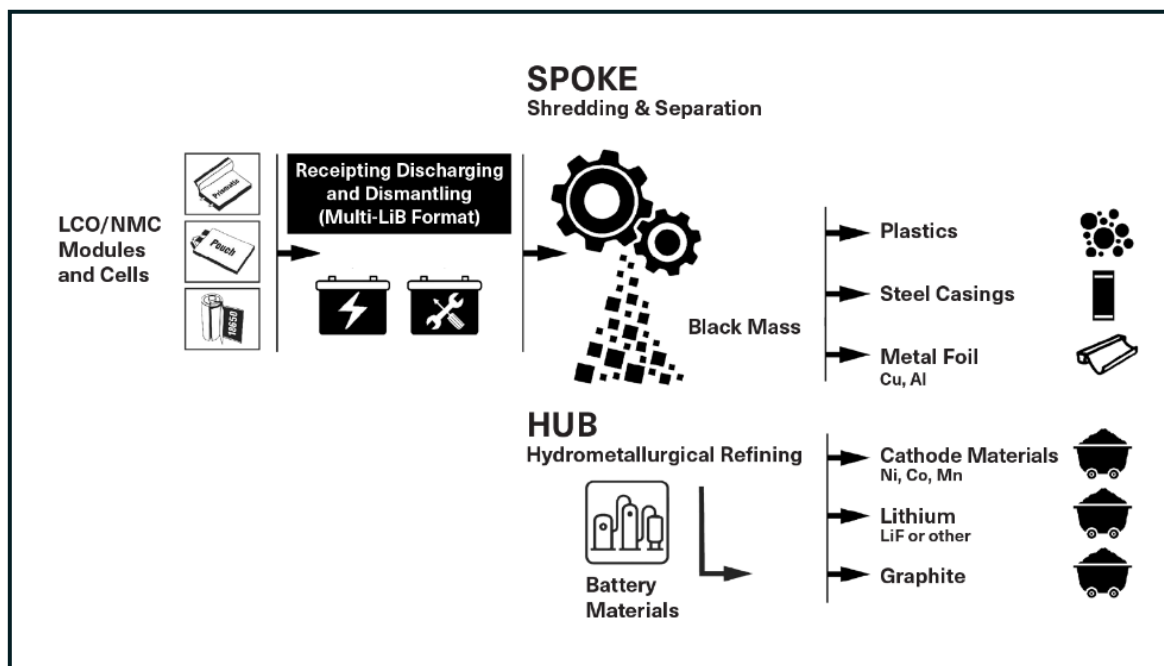 SPOKE
Shredding & Separation
Receipting Discharging
and Dismantling
(Multi-LiB Format)
LCO/NMC
Modules
and Cells
Prismatic
Pouch
18650
Black Mass
Plastics
Steel Casings
Metal Foil
Cu, Al
HUB
Hydrometallurgical Refining
Battery
Materials
Cathode Materials
Ni, Co, Mn
Lithium
LiF or other
Graphite